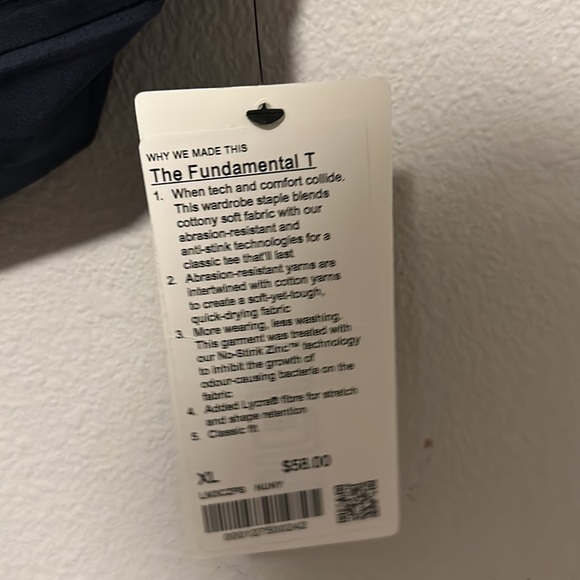 WHY WE MADE THIS
The Fundamental T
1. When tech and comfort collide.
This wardrobe staple blends
cottony soft fabric with our
abrasion-resistant and
anti-stink technologies for a
classic tee that'll last
2. Abrasion-resistant yarns are
intertwined with cotton yarns
to create a soft-yet-tough,
quick-drying fabric
3. More wearing, less washing.
This garment was treated with
our No-Stink Zinc™ technology
to inhibit the growth of
odour-causing bacteria on the
fabric
4. Added Lycra® fibre for stretch
and shape retention
5. Classic fit
XL $58.00